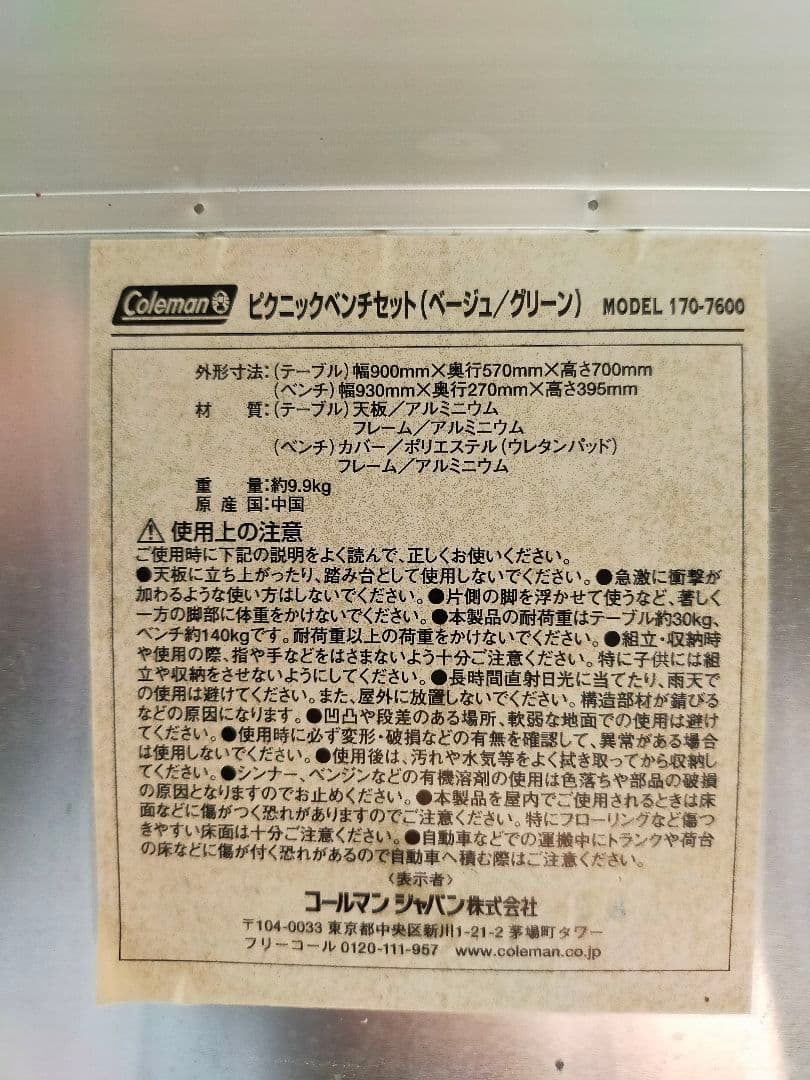 Coleman ピクニックベンチセット(ベージュ/グリーン) MODEL 170-7600
外形寸法:(テーブル)幅900mm×奥行570mm×高さ700mm
(ベンチ)幅930mm×奥行270mm×高さ395mm
材 質:(テーブル)天板/アルミニウム
フレーム/アルミニウム
(ベンチ)カバー/ポリエステル(ウレタンパッド)
フレーム/アルミニウム
重 量:約9.9kg
原 産 国:中国
⚠使用上の注意
ご使用時に下記の説明をよく読んで、正しくお使いください。
●天板に立ち上がったり、踏み台として使用しないでください。●急激に衝撃が
加わるような使い方はしないでください。●片側の脚を浮かせて使うなど、著しく
一方の脚部に体重をかけないでください。●本製品の耐荷重はテーブル約30kg、
ベンチ約140kgです。耐荷重以上の荷重をかけないでください。●組立・収納時
や使用の際、指や手などをはさまないよう十分ご注意ください。特に子供には組
立や収納をさせないようにしてください。●長時間直射日光に当てたり、雨天で
の使用は避けてください。また、屋外に放置しないでください。構造部材が錆びる
などの原因になります。●凹凸や段差のある場所、軟弱な地面での使用は避け
てください。●使用時に必ず変形・破損などの有無を確認して、異常がある場合
は使用しないでください。●使用後は、汚れや水気等をよく拭き取ってから収納し
てください。●シンナー、ベンジンなどの有機溶剤の使用は色落ちや部品の破損
の原因となりますのでお止めください。●本製品を屋内でご使用されるときは床
面などに傷がつく恐れがありますのでご注意ください。特にフローリングなど傷つ
きやすい床面は十分ご注意ください。●自動車などでの運搬中にトランクや荷台
の床などに傷が付く恐れがあるので自動車へ積む際はご注意ください。
〈表示者〉
コールマン ジャパン株式会社
〒104-0033 東京都中央区新川1-21-2 茅場町タワー
フリーコール 0120-111-957 www.coleman.co.jp